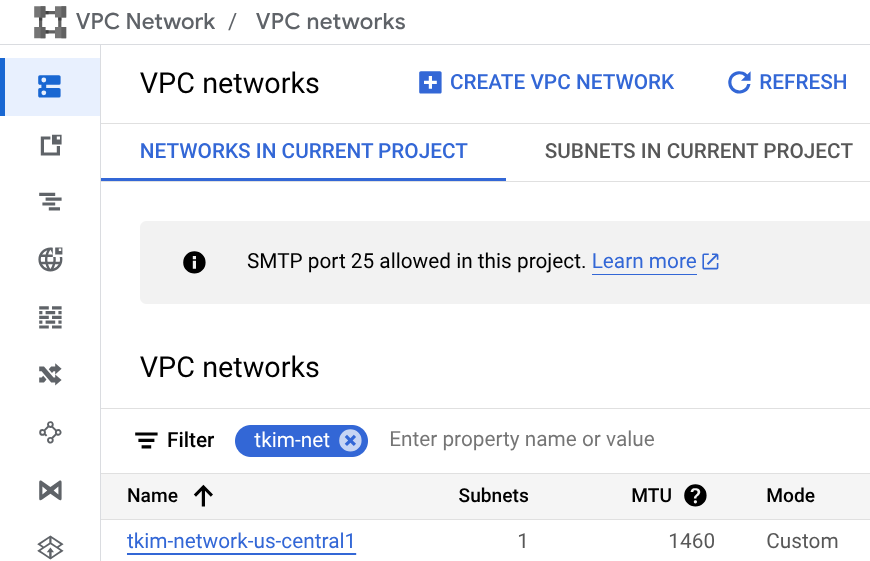 VPC Network / VPC networks
VPC networks CREATE VPC NETWORK REFRESH
NETWORKS IN CURRENT PROJECT SUBNETS IN CURRENT PROJECT
SMTP port 25 allowed in this project. Learn more
VPC networks
Filter tkim-net Enter property name or value
Name Subnets MTU Mode
tkim-network-us-central1 1 1460 Custom